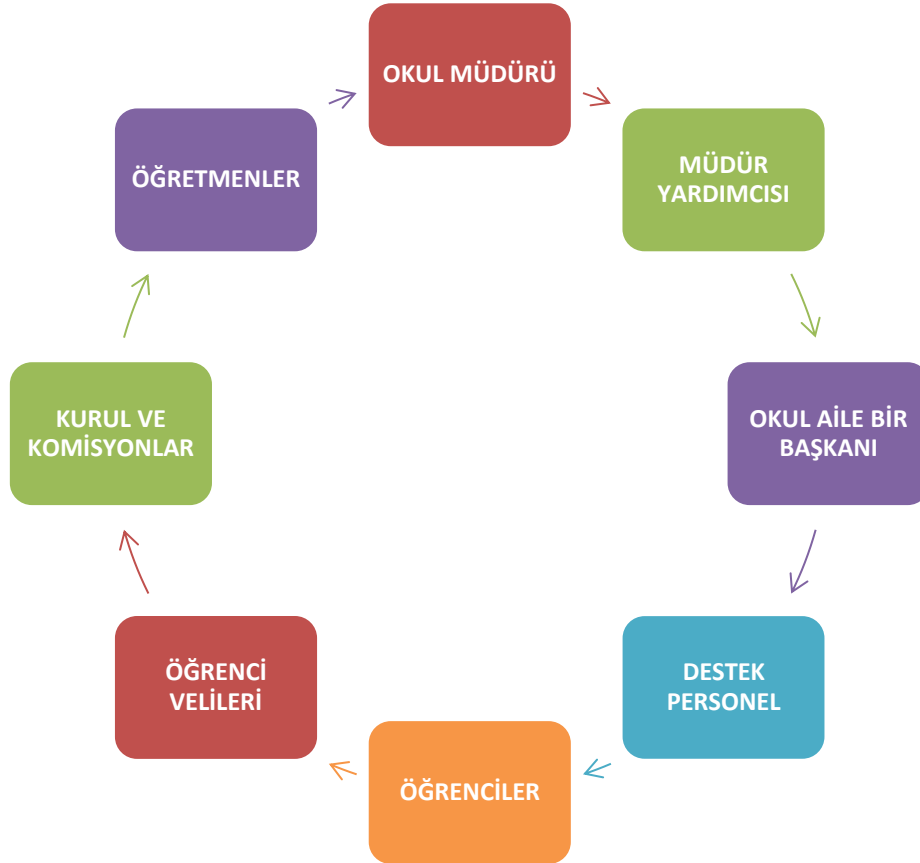 OKUL MÜDÜRÜ
MÜDÜR
YARDIMCISI
OKUL AİLE BİR
BAŞKANI
DESTEK
PERSONEL
ÖĞRENCİLER
ÖĞRENCİ
VELİLERİ
KURUL VE
KOMİSYONLAR
ÖĞRETMENLER